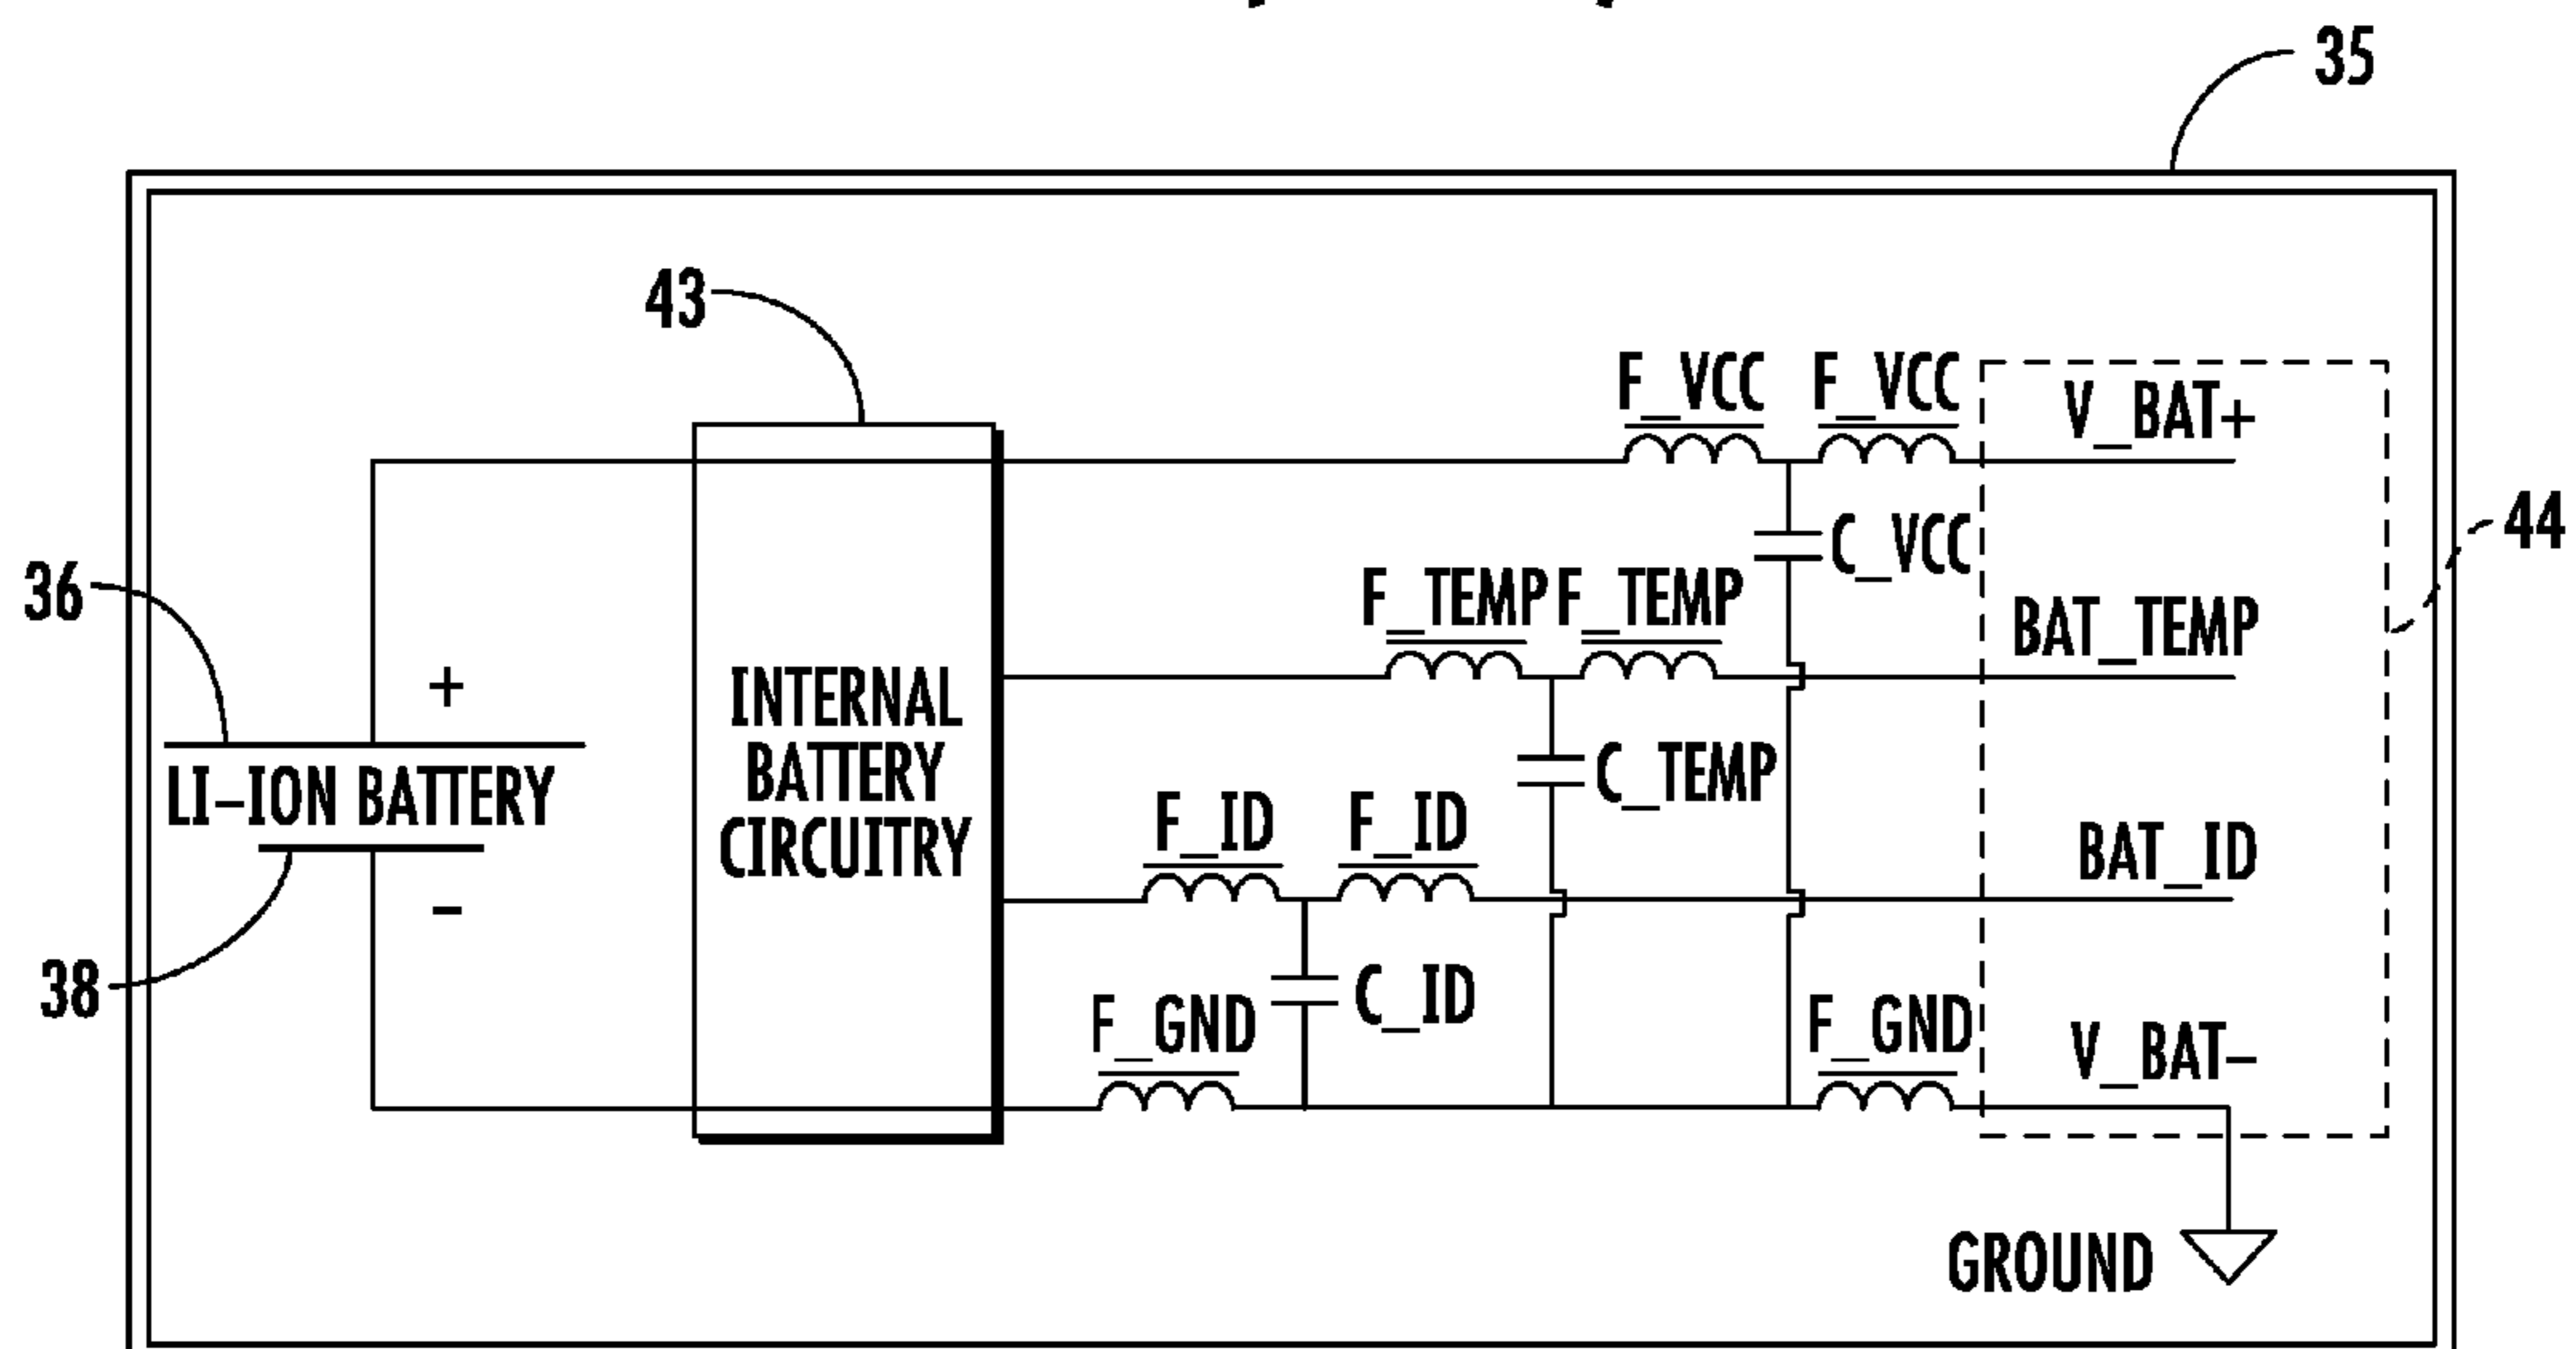 35
43
F_VCC F_VCC
V_BAT+
44
C_VCC
36
F_TEMP F_TEMP
BAT_TEMP
+
INTERNAL
BATTERY
CIRCUITRY
LI-ION BATTERY
C_TEMP
F_ID F_ID
BAT_ID
-
38
C_ID
F_GND
F_GND
V_BAT-
GROUND